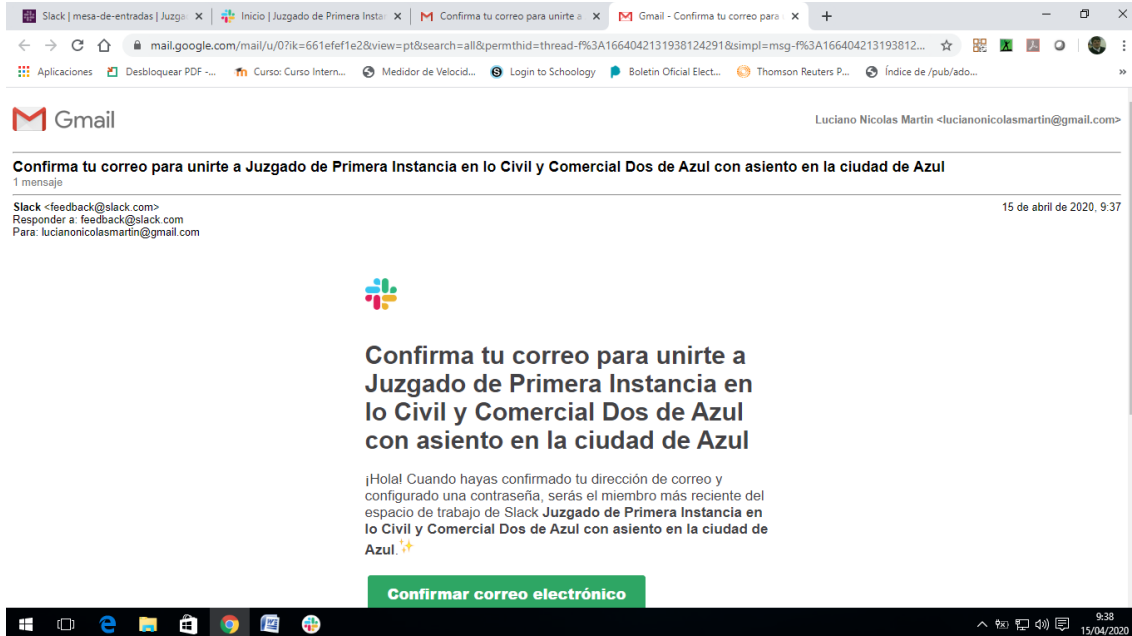 Slack | mesa-de-entradas | Juzga
Inicio | Juzgado de Primera Insta
Confirma tu correo para unirte a
Gmail - Confirma tu correo para
mail.google.com/mail/u/0?ik=661efef1e2&view=pt&search=all&permthid=thread-f%3A1664042131938124291&simpl=msg-f%3A166404213193812...
Aplicaciones
Desbloquear PDF -...
Curso: Curso Intern...
Medidor de Velocid...
Login to Schoology
Boletin Oficial Elect...
Thomson Reuters P...
Índice de /pub/ado...
Gmail
Luciano Nicolas Martin <lucianonicolasmartin@gmail.com>
Confirma tu correo para unirte a Juzgado de Primera Instancia en lo Civil y Comercial Dos de Azul con asiento en la ciudad de Azul
1 mensaje
Slack <feedback@slack.com>
15 de abril de 2020, 9:37
Responder a: feedback@slack.com
Para: lucianonicolasmartin@gmail.com
Confirma tu correo para unirte a
Juzgado de Primera Instancia en
lo Civil y Comercial Dos de Azul
con asiento en la ciudad de Azul
¡Hola! Cuando hayas confirmado tu dirección de correo y
configurado una contraseña, serás el miembro más reciente del
espacio de trabajo de Slack Juzgado de Primera Instancia en
lo Civil y Comercial Dos de Azul con asiento en la ciudad de
Azul.✨
Confirmar correo electrónico
9:38
15/04/2020